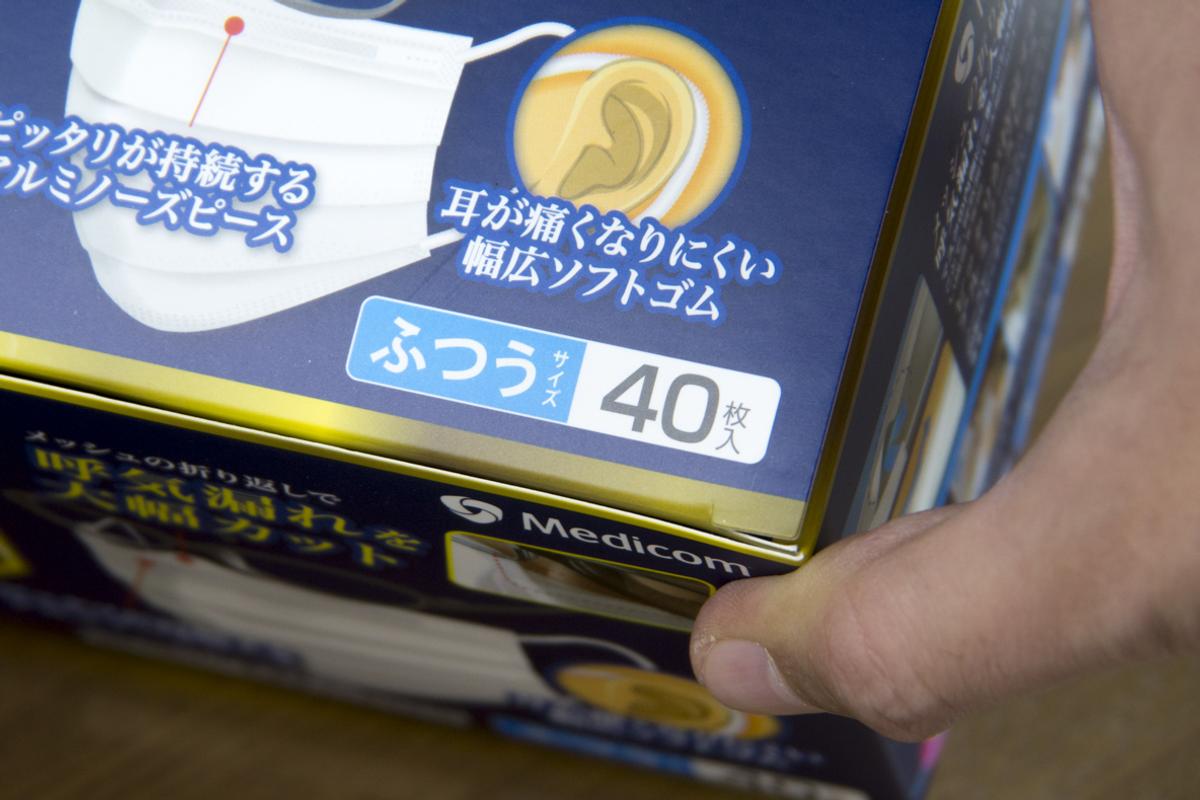 ピッタリが持続する
アルミノーズピース
耳が痛くなりにくい
幅広ソフトゴム
ふつうサイズ 40枚入
メッシュの折り返しで
呼気漏れを
大幅カット
Medicom